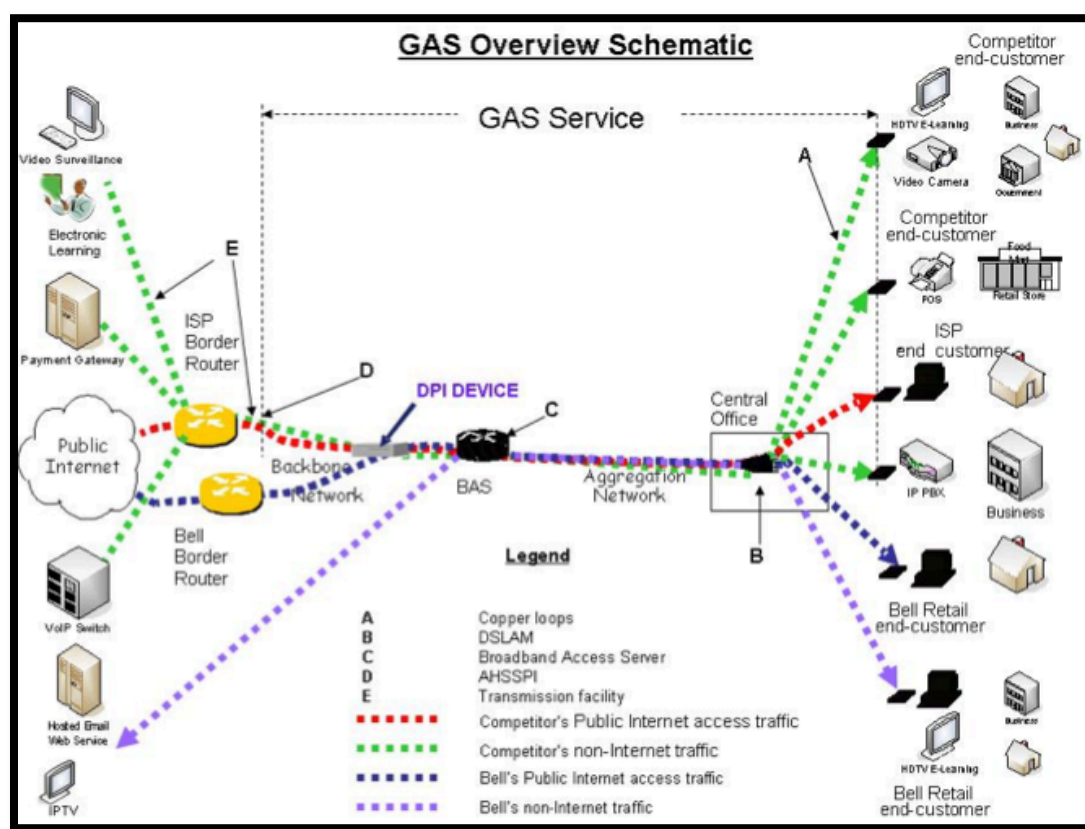 GAS Overview Schematic
Competitor
end-customer
GAS Service
Video Surveillance
HDTV E-Learning
Business
A
Video Camera
Government
Electronic
Learning
E
Competitor
end-customer
Food
POS
Retail Store
Payment Gateway
ISP
Border
Router
D
DPI DEVICE
C
ISP
end customer
Central
Office
Public
Internet
Backbone
Network
BAS
Aggregation
Network
IP PBX
Business
Bell
Border
Router
Legend
B
VoIP Switch
Bell Retail
end-customer
A Copper loops
B DSLAM
C Broadband Access Server
D AHSSPI
E Transmission facility
Competitor's Public Internet access traffic
Competitor's non-Internet traffic
Bell's Public Internet access traffic
Bell's non-Internet traffic
Hosted Email
Web Service
IPTV
Business
HDTV E-Learning
Bell Retail
end-customer